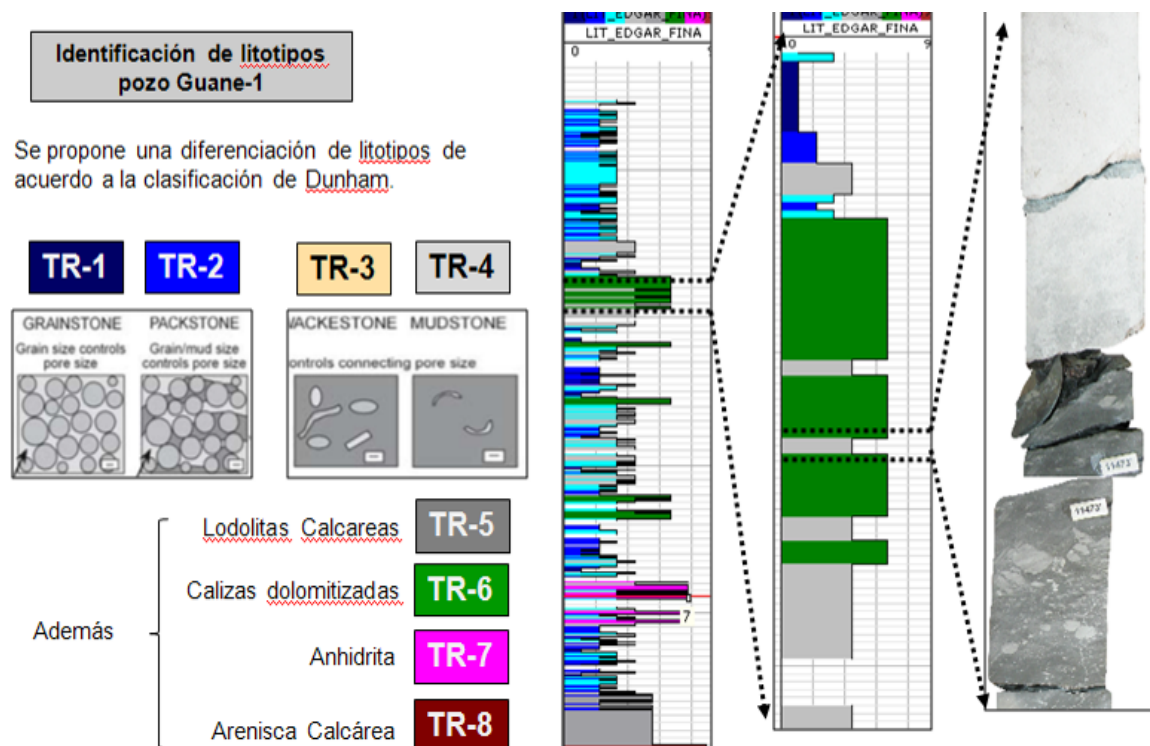 Identificación de litotipos
pozo Guane-1
Se propone una diferenciación de litotipos de
acuerdo a la clasificación de Dunham.
TR-1
TR-2
TR-3
TR-4
GRAINSTONE
Grain size controls
pore size
PACKSTONE
Grain/mud size
controls pore size
VACKESTONE MUDSTONE
ontrols connecting pore size
Además
Lodolitas Calcareas
TR-5
Calizas dolomitizadas
TR-6
Anhidrita
TR-7
Arenisca Calcárea
TR-8
LIT_EDGAR_FINA
LIT_EDGAR_FINA
0
7
LIT_EDGAR_FINA
LIT_EDGAR_FINA
0 9
11473'
11473'